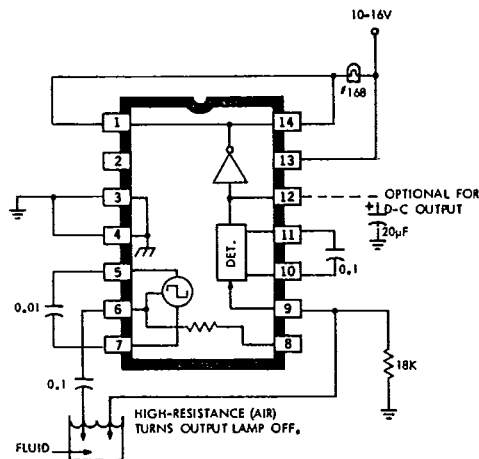 10-16V
#168
1
14
2
13
3
12
OPTIONAL FOR
D-C OUTPUT
+
20µF
4
11
DET.
0.1
5
10
0.01
6
9
7
8
18K
0.1
HIGH-RESISTANCE (AIR)
TURNS OUTPUT LAMP OFF.
FLUID